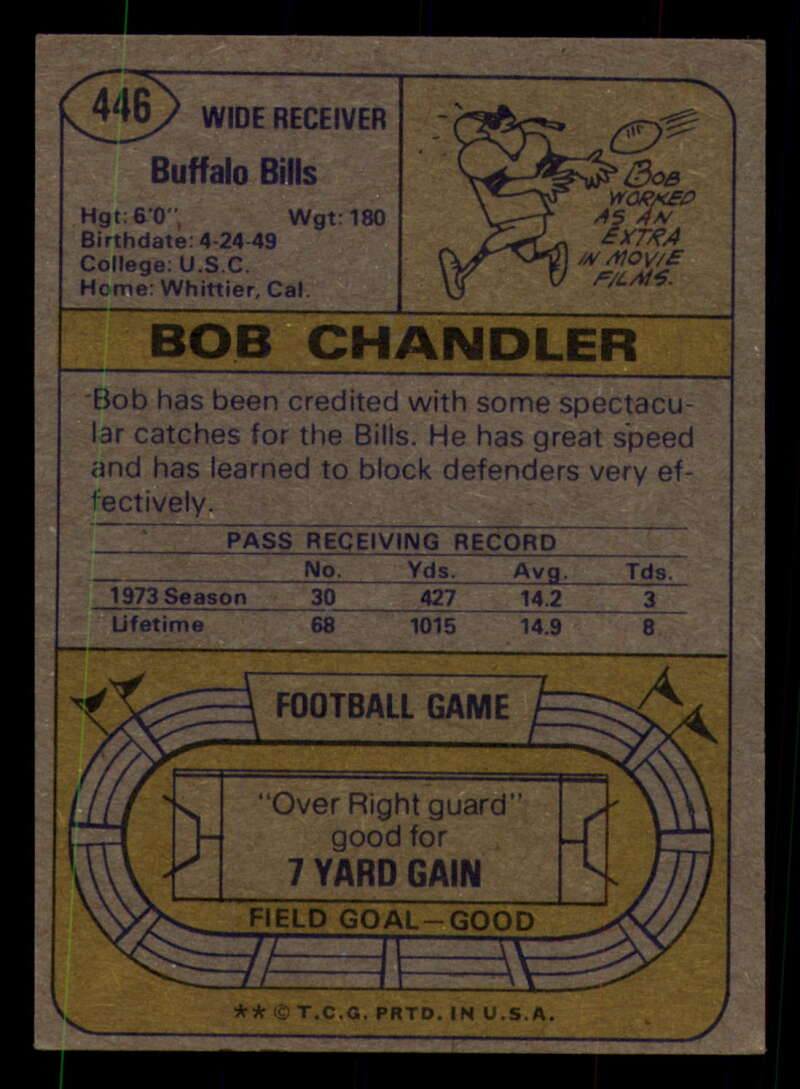 446
WIDE RECEIVER
Buffalo Bills
Hgt: 6'0", Wgt: 180
Birthdate: 4-24-49
College: U.S.C.
Home: Whittier, Cal.
BOB
WORKED
AS AN
EXTRA
IN MOVIE
FILMS.
BOB CHANDLER
Bob has been credited with some spectacu-
lar catches for the Bills. He has great speed
and has learned to block defenders very ef-
fectively.
PASS RECEIVING RECORD
No. Yds. Avg. Tds.
1973 Season 30 427 14.2 3
Lifetime 68 1015 14.9 8
FOOTBALL GAME
"Over Right guard"
good for
7 YARD GAIN
FIELD GOAL—GOOD
** © T.C.G. PRTD. IN U.S.A.